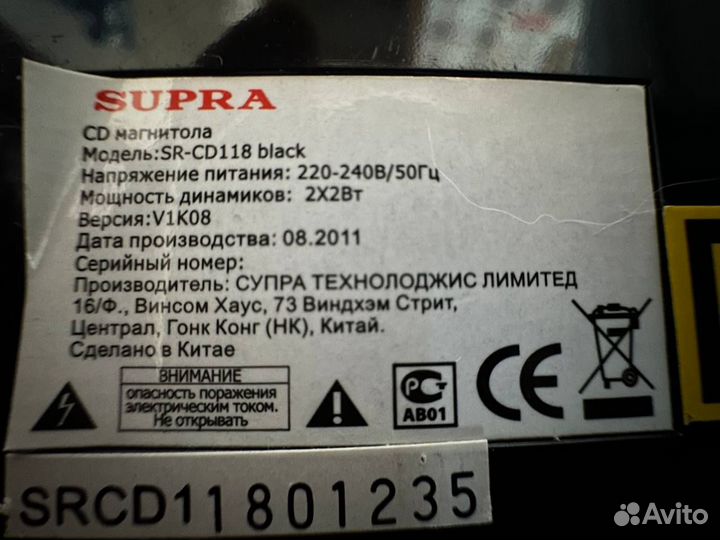 SUPRA
CD магнитола
Модель:SR-CD118 black
Напряжение питания: 220-240В/50Гц
Мощность динамиков: 2X2Вт
Версия:V1K08
Дата производства: 08.2011
Серийный номер:
Производитель: СУПРА ТЕХНОЛОДЖИС ЛИМИТЕД
16/Ф., Винсом Хаус, 73 Виндхэм Стрит,
Централ, Гонк Конг (НК), Китай.
Сделано в Китае
ВНИМАНИЕ
опасность поражения
электрическим током.
Не открывать
РСТ
АВ01
CE
SRCD11801235
Avito